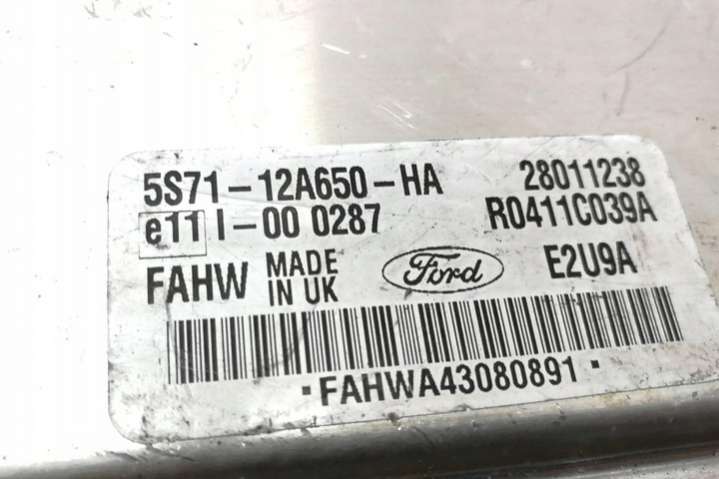 5S71-12A650-HA 28011238
e11 I-00 0287 R0411C039A
FAHW MADE IN UK Ford E2U9A
·FAHWA43080891·